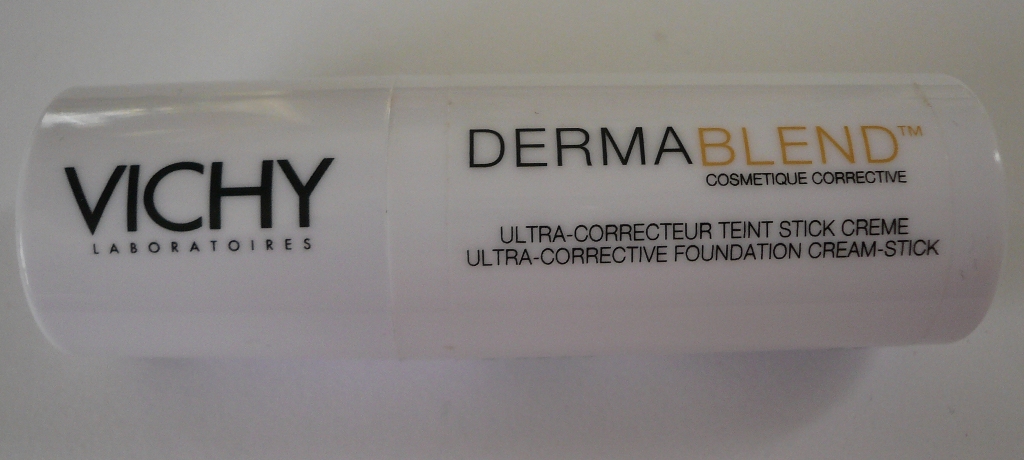 VICHY
LABORATOIRES
DERMABLEND™
COSMETIQUE CORRECTIVE
ULTRA-CORRECTEUR TEINT STICK CREME
ULTRA-CORRECTIVE FOUNDATION CREAM-STICK